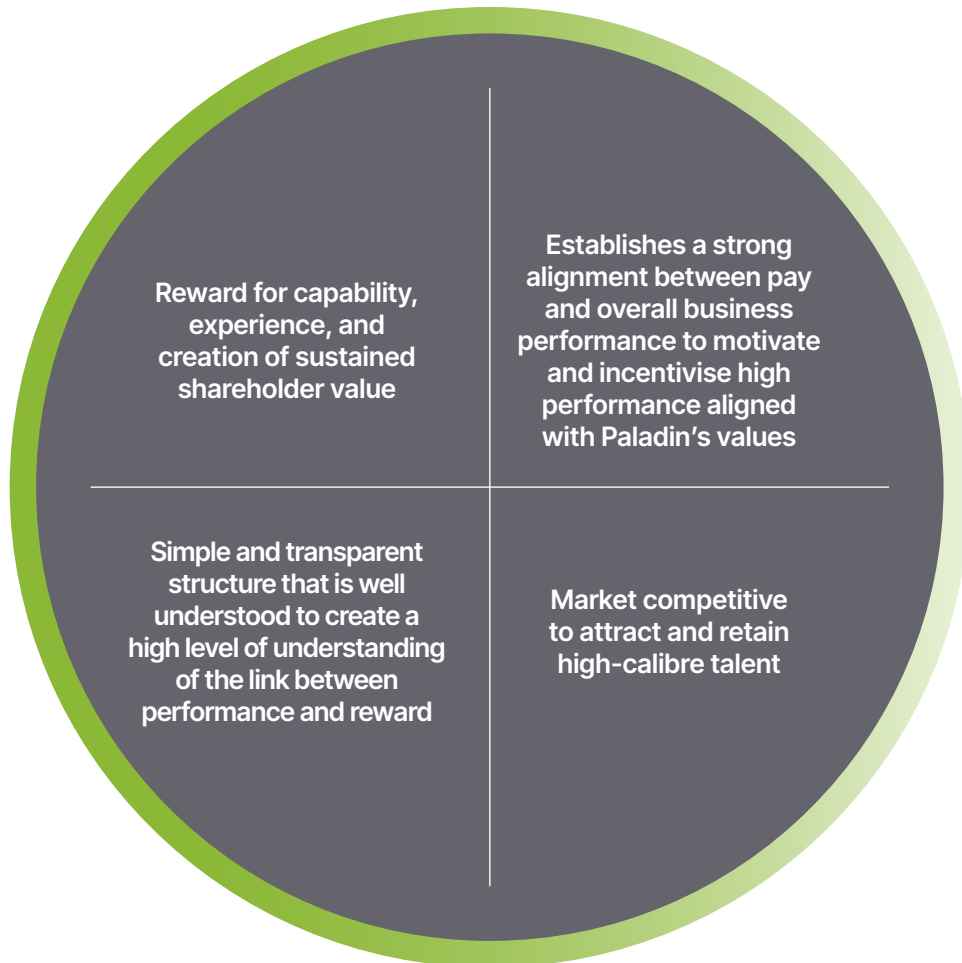 Reward for capability,
experience, and
creation of sustained
shareholder value
Establishes a strong
alignment between pay
and overall business
performance to motivate
and incentivise high
performance aligned
with Paladin’s values
Simple and transparent
structure that is well
understood to create a
high level of understanding
of the link between
performance and reward
Market competitive
to attract and retain
high-calibre talent